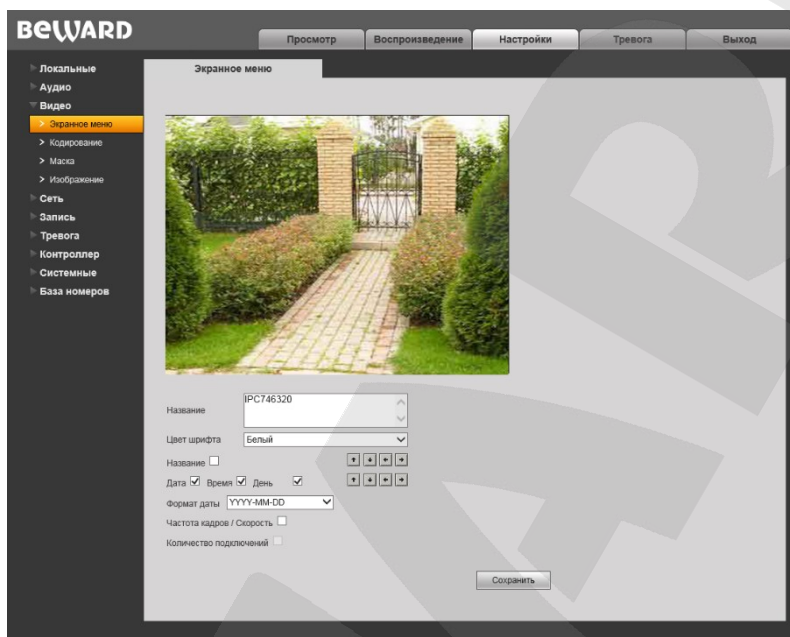 BEWARD
Просмотр Воспроизведение Настройки Тревога Выход
Локальные
Аудио
Видео
> Экранное меню
> Кодирование
> Маска
> Изображение
Сеть
Запись
Тревога
Контроллер
Системные
База номеров
Экранное меню
Название IPC746320
Цвет шрифта Белый
Название
Дата Время День
Формат даты YYYY-MM-DD
Частота кадров / Скорость
Количество подключений
Сохранить